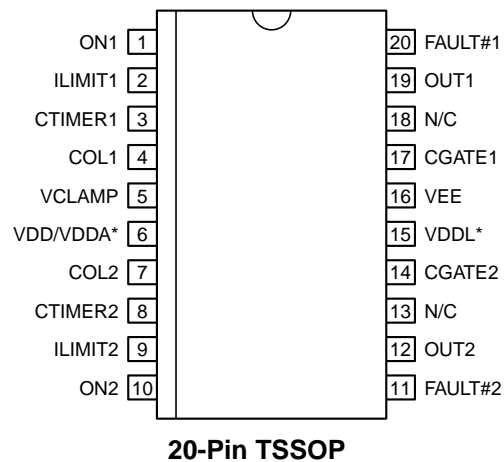 ON1 1 20 FAULT#1
ILIMIT1 2 19 OUT1
CTIMER1 3 18 N/C
COL1 4 17 CGATE1
VCLAMP 5 16 VEE
VDD/VDDA* 6 15 VDDL*
COL2 7 14 CGATE2
CTIMER2 8 13 N/C
ILIMIT2 9 12 OUT2
ON2 10 11 FAULT#2
20-Pin TSSOP